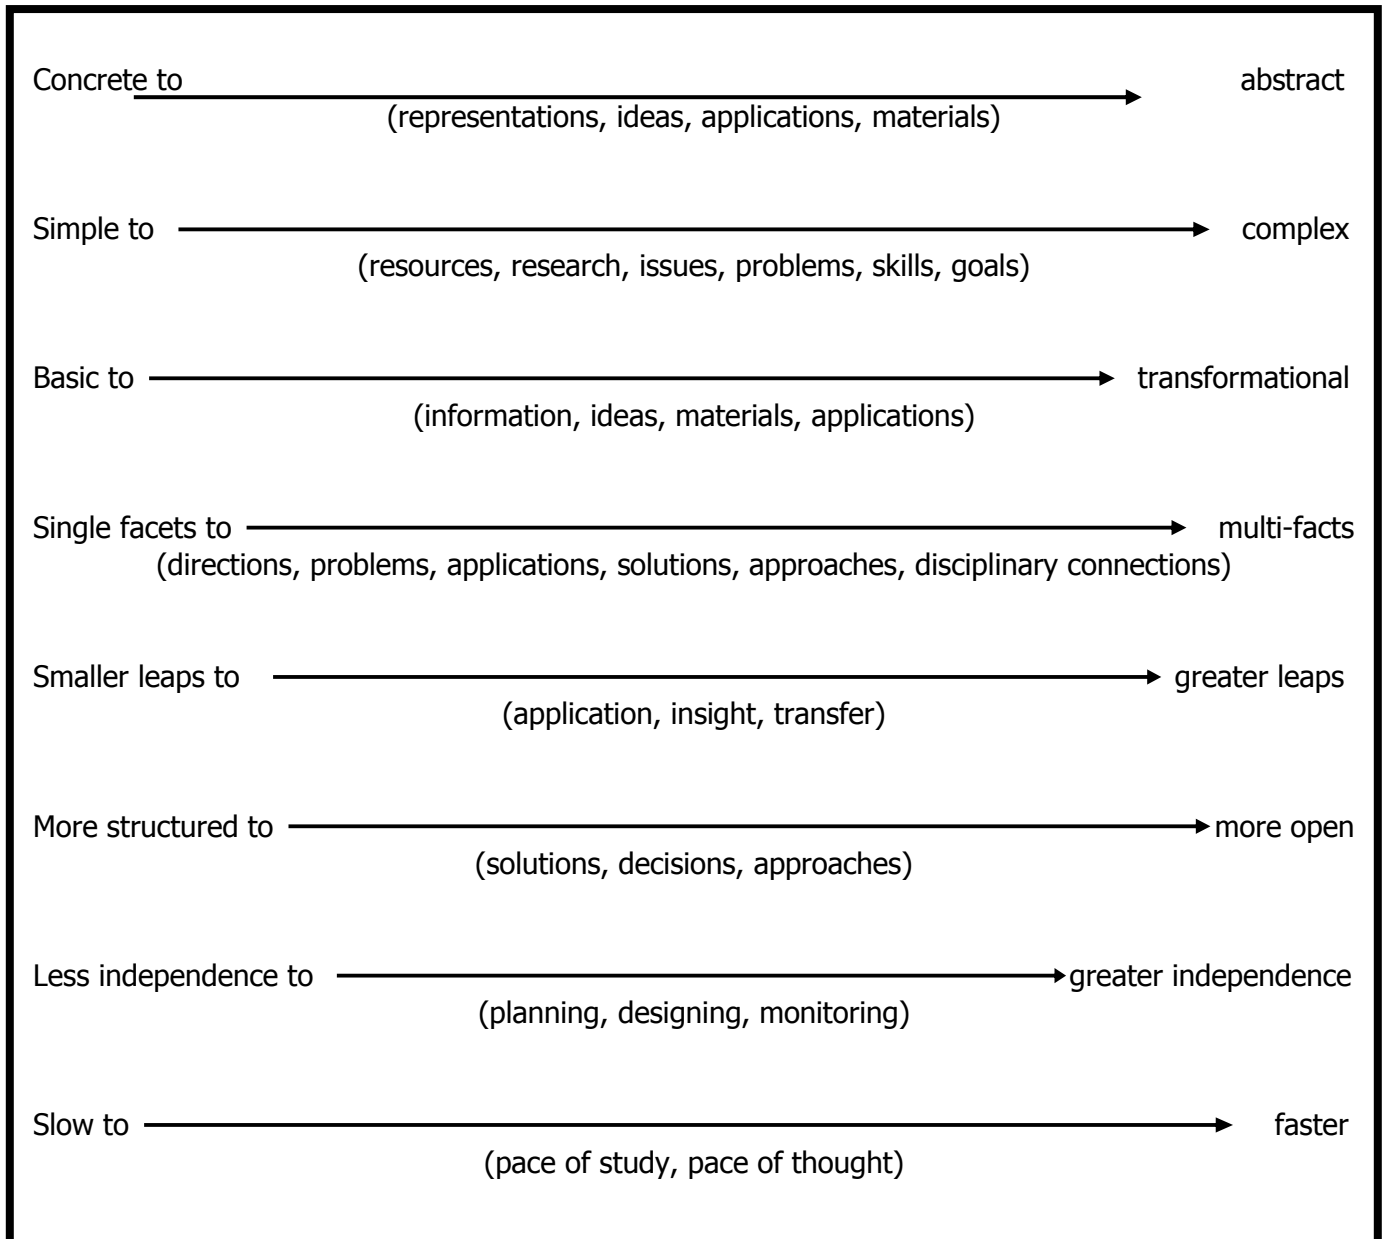 Concrete to abstract
(representations, ideas, applications, materials)
Simple to complex
(resources, research, issues, problems, skills, goals)
Basic to transformational
(information, ideas, materials, applications)
Single facets to multi-facts
(directions, problems, applications, solutions, approaches, disciplinary connections)
Smaller leaps to greater leaps
(application, insight, transfer)
More structured to more open
(solutions, decisions, approaches)
Less independence to greater independence
(planning, designing, monitoring)
Slow to faster
(pace of study, pace of thought)